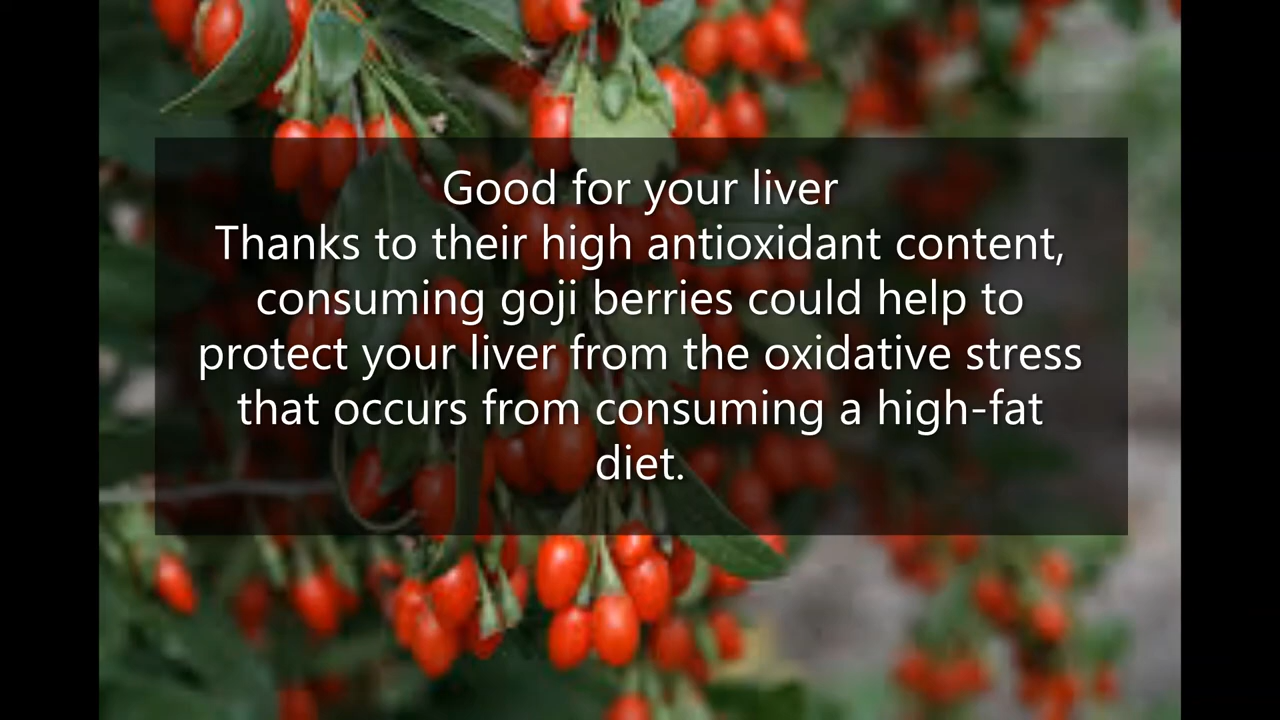 Good for your liver
Thanks to their high antioxidant content,
consuming goji berries could help to
protect your liver from the oxidative stress
that occurs from consuming a high-fat
diet.